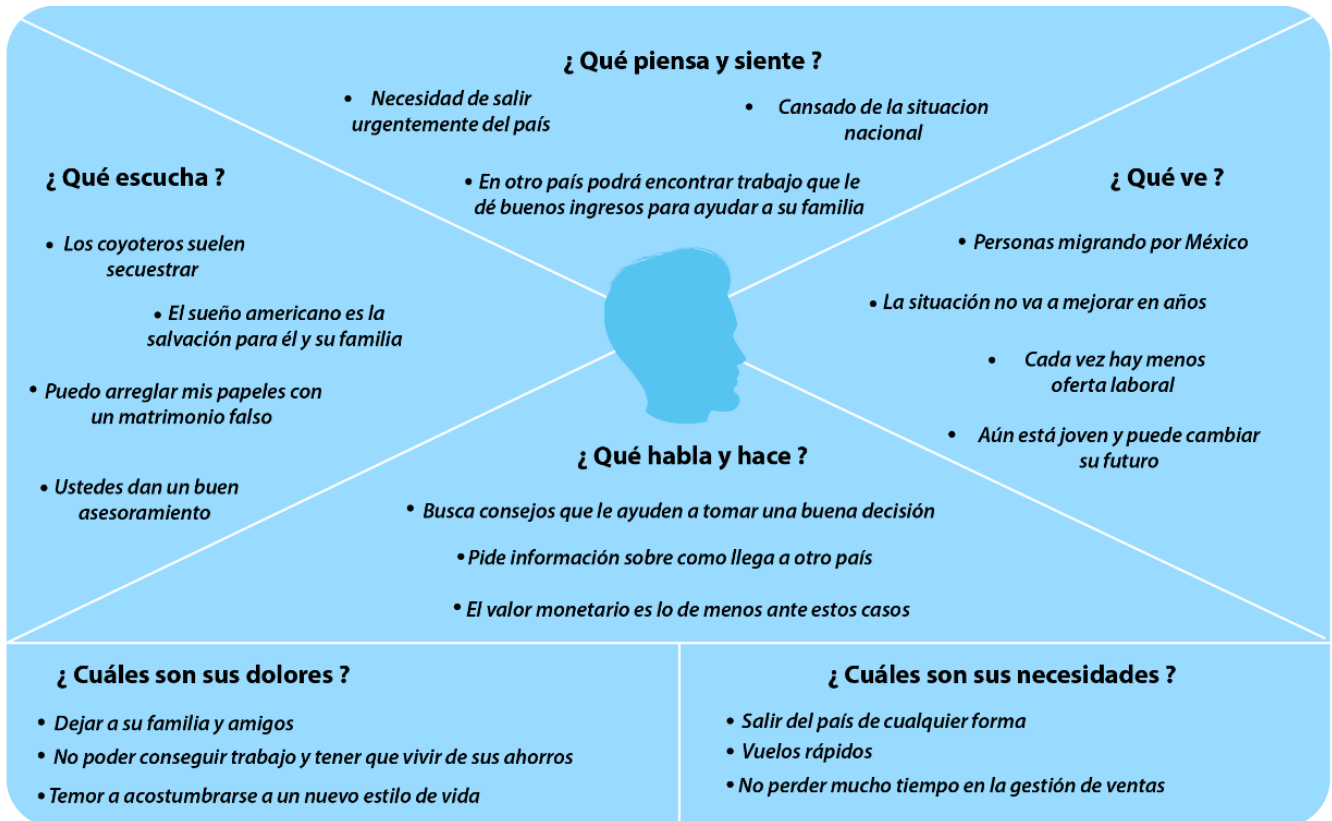 ¿ Qué piensa y siente ?
• Necesidad de salir
urgentemente del país
• Cansado de la situacion
nacional
• En otro país podrá encontrar trabajo que le
dé buenos ingresos para ayudar a su familia
¿ Qué escucha ?
• Los coyoteros suelen
secuestrar
• El sueño americano es la
salvación para él y su familia
• Puedo arreglar mis papeles con
un matrimonio falso
• Ustedes dan un buen
asesoramiento
¿ Qué ve ?
• Personas migrando por México
• La situación no va a mejorar en años
• Cada vez hay menos
oferta laboral
• Aún está joven y puede cambiar
su futuro
¿ Qué habla y hace ?
• Busca consejos que le ayuden a tomar una buena decisión
• Pide información sobre como llega a otro país
• El valor monetario es lo de menos ante estos casos
¿ Cuáles son sus dolores ?
• Dejar a su familia y amigos
• No poder conseguir trabajo y tener que vivir de sus ahorros
• Temor a acostumbrarse a un nuevo estilo de vida
¿ Cuáles son sus necesidades ?
• Salir del país de cualquier forma
• Vuelos rápidos
• No perder mucho tiempo en la gestión de ventas